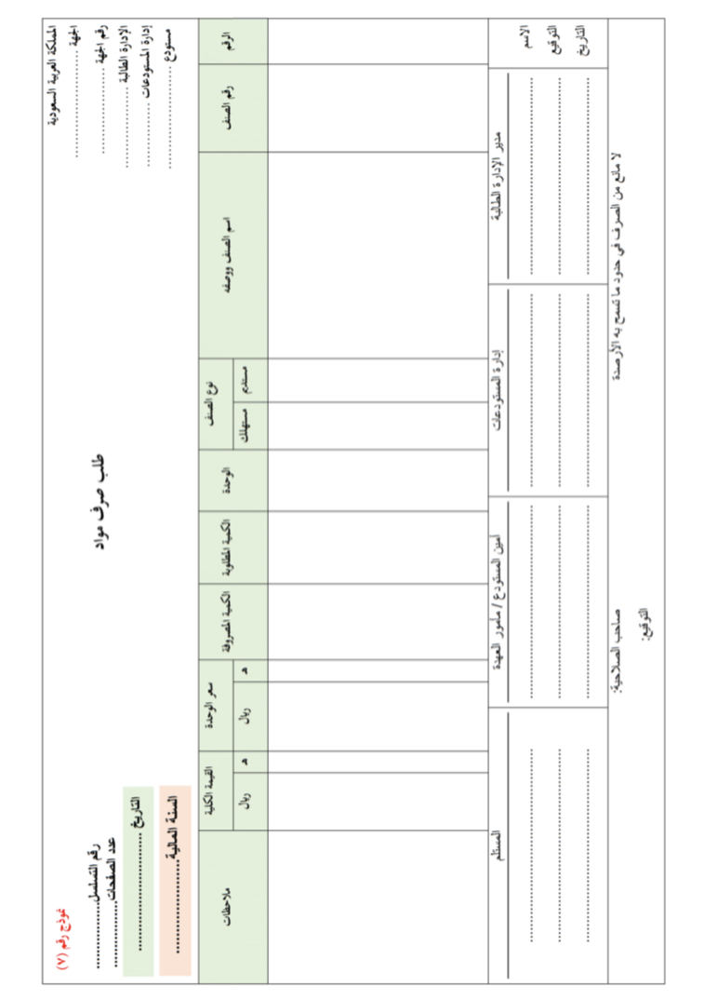 المملكة العربية السعودية
الجهة ........................
رقم الجهة ........................
الإدارة الطالبة ........................
إدارة المستودعات ................
مستودع ........................
طلب صرف مواد
نموذج رقم (٧)
رقم التسلسل........................
عدد الصفحات........................
التاريخ ................................
السنة المالية................................
الرقم
رقم الصنف
اسم الصنف ووصفه
نوع الصنف
مستديم
مستهلك
الوحدة
الكمية المطلوبة
الكمية المصروفة
سعر الوحدة
هـ
ريال
القيمة الكلية
هـ
ريال
ملاحظات
مدير الإدارة الطالبة
إدارة المستودعات
أمين المستودع / مأمور العهدة
المستلم
الاسم
التوقيع
التاريخ
لا مانع من الصرف في حدود ما تسمح به الأرصدة
صاحب الصلاحية:
التوقيع: